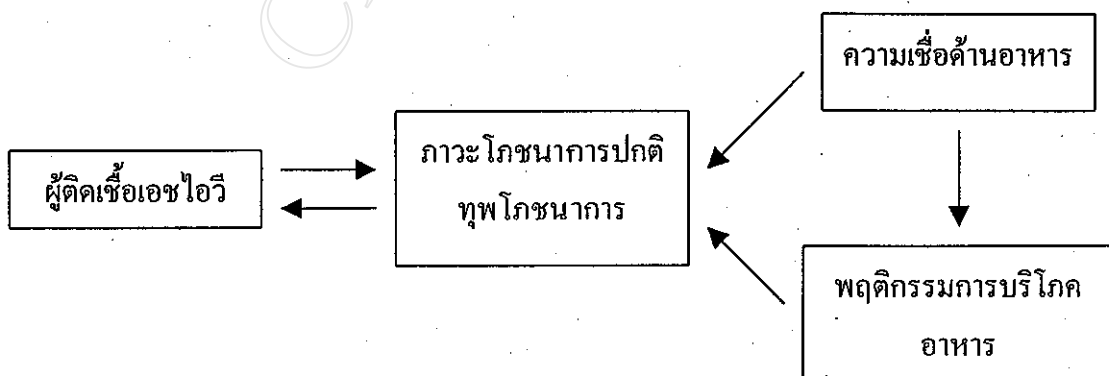 ความเชื่อด้านอาหาร
ภาวะโภชนาการปกติ
ทุพโภชนาการ
ผู้ติดเชื้อเอชไอวี
พฤติกรรมการบริโภค
อาหาร